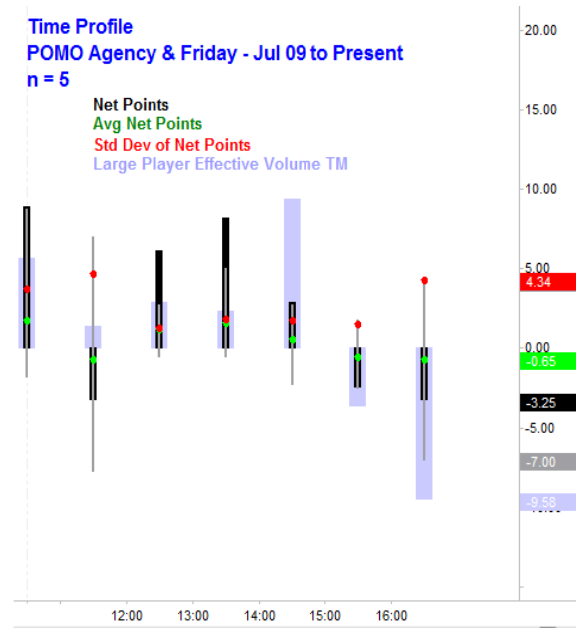 Time Profile
POMO Agency & Friday - Jul 09 to Present
n = 5
Net Points
Avg Net Points
Std Dev of Net Points
Large Player Effective Volume TM
20.00
15.00
10.00
5.00
4.34
0.00
-0.65
-3.25
-5.00
-7.00
-9.58
12:00 13:00 14:00 15:00 16:00